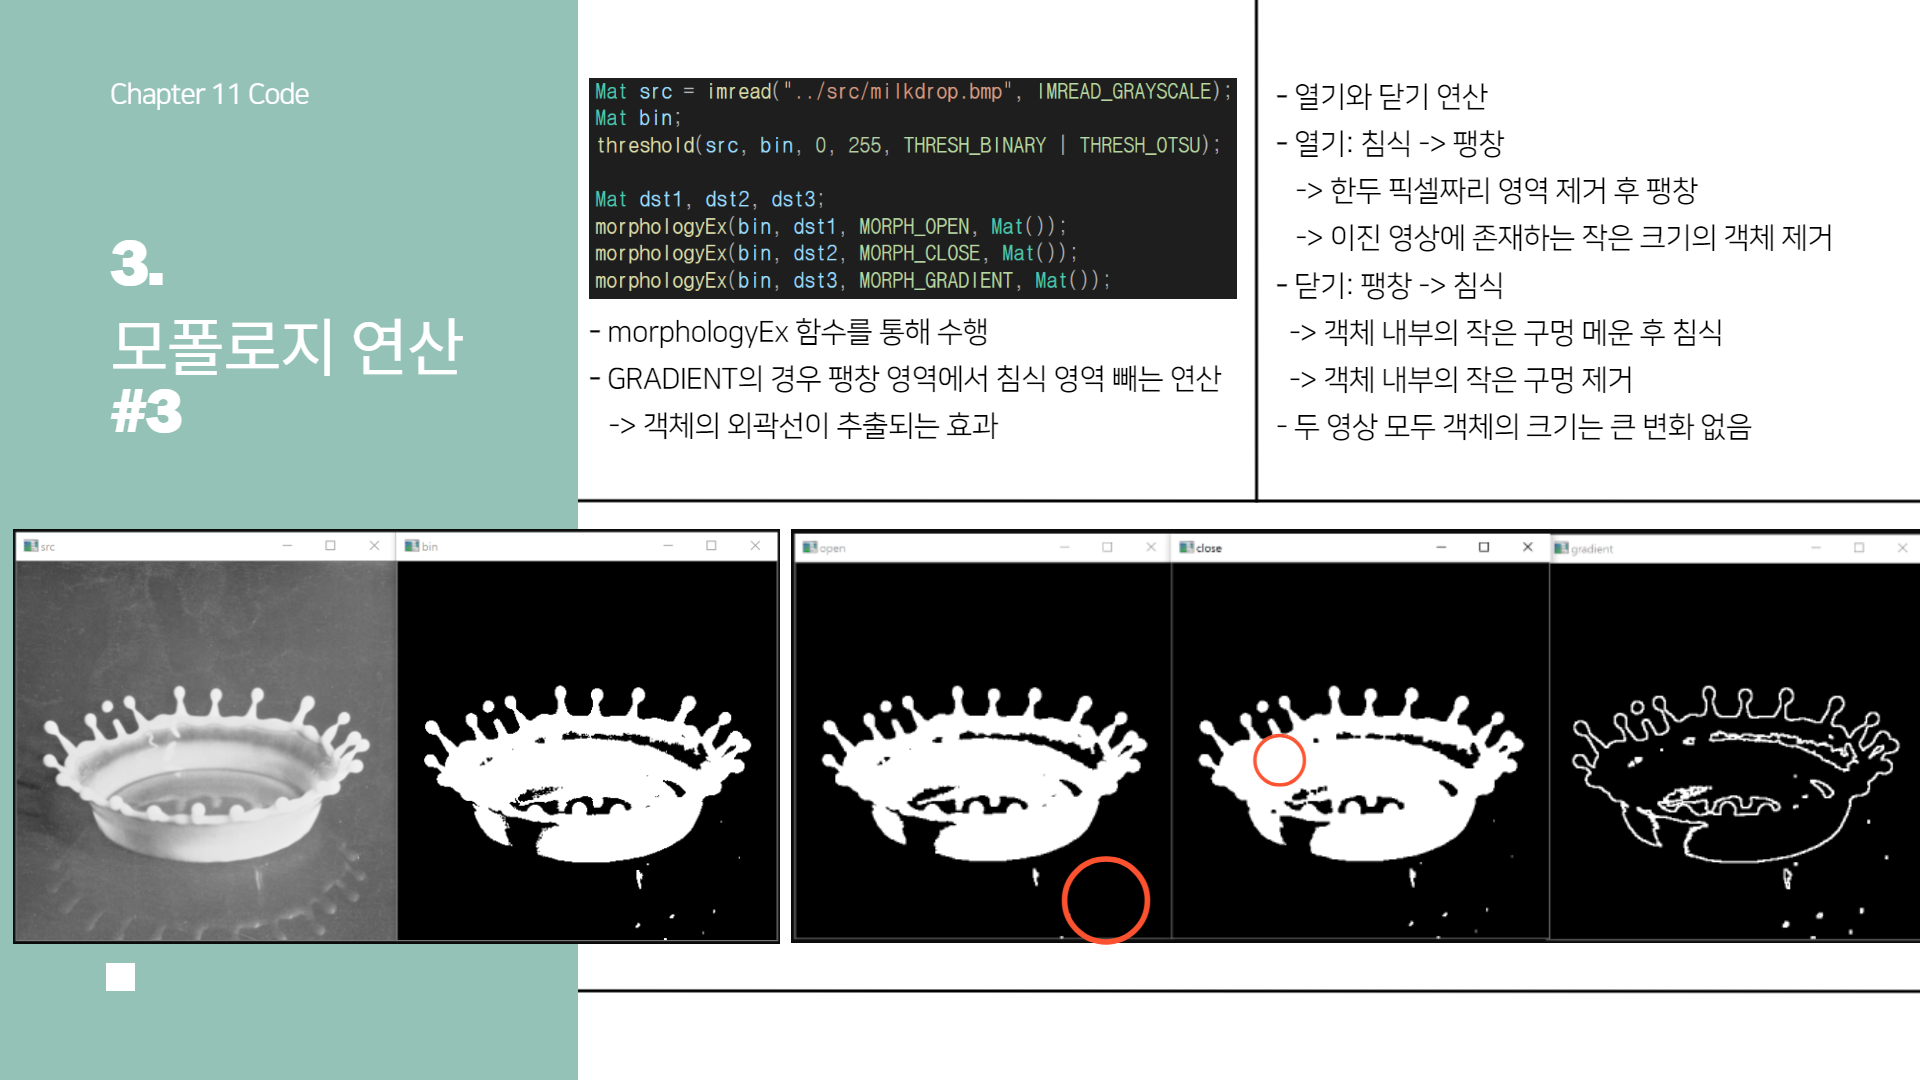 Chapter 11 Code
3.
모폴로지 연산
#3
Mat src = imread("../src/milkdrop.bmp", IMREAD_GRAYSCALE);
Mat bin;
threshold(src, bin, 0, 255, THRESH_BINARY | THRESH_OTSU);
Mat dst1, dst2, dst3;
morphologyEx(bin, dst1, MORPH_OPEN, Mat());
morphologyEx(bin, dst2, MORPH_CLOSE, Mat());
morphologyEx(bin, dst3, MORPH_GRADIENT, Mat());
- morphologyEx 함수를 통해 수행
- GRADIENT의 경우 팽창 영역에서 침식 영역 빼는 연산
-> 객체의 외곽선이 추출되는 효과
- 열기와 닫기 연산
- 열기: 침식 -> 팽창
-> 한두 픽셀짜리 영역 제거 후 팽창
-> 이진 영상에 존재하는 작은 크기의 객체 제거
- 닫기: 팽창 -> 침식
-> 객체 내부의 작은 구멍 메운 후 침식
-> 객체 내부의 작은 구멍 제거
- 두 영상 모두 객체의 크기는 큰 변화 없음
src
bin
open
close
gradient